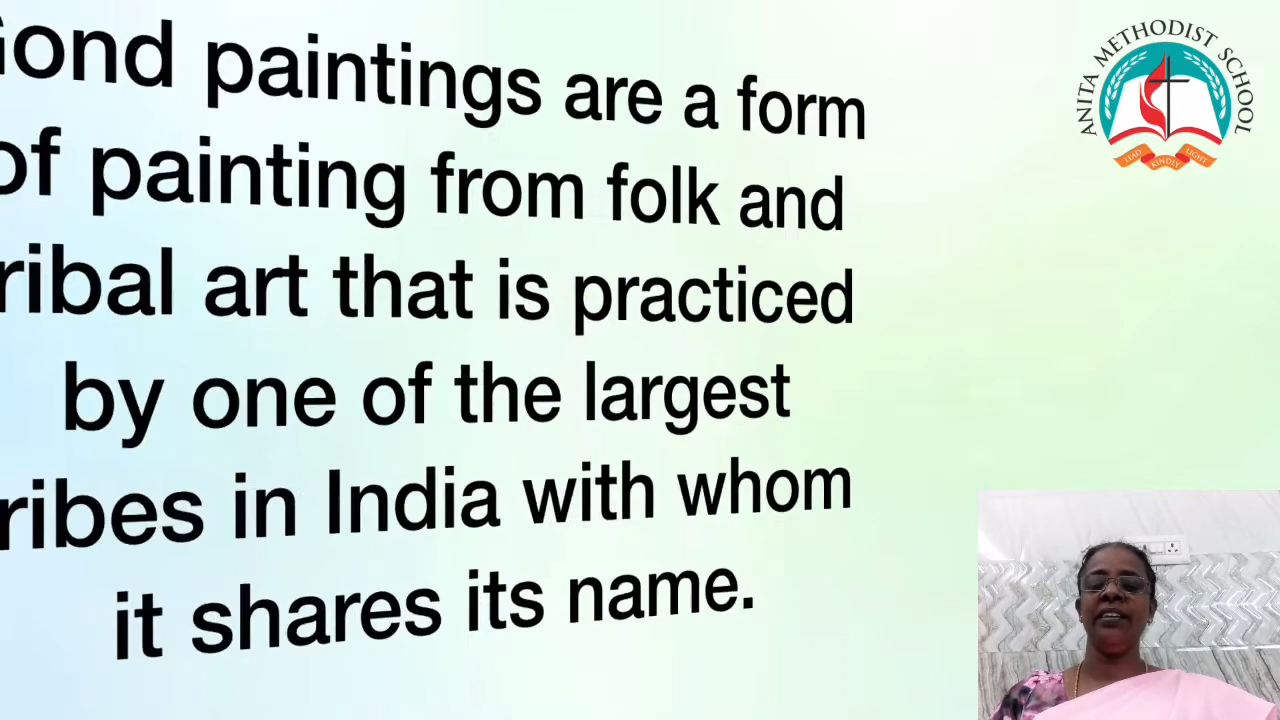 Gond paintings are a form
of painting from folk and
ribal art that is practiced
by one of the largest
ribes in India with whom
it shares its name.
ANITA METHODIST SCHOOL
LEAD KINDLY LIGHT